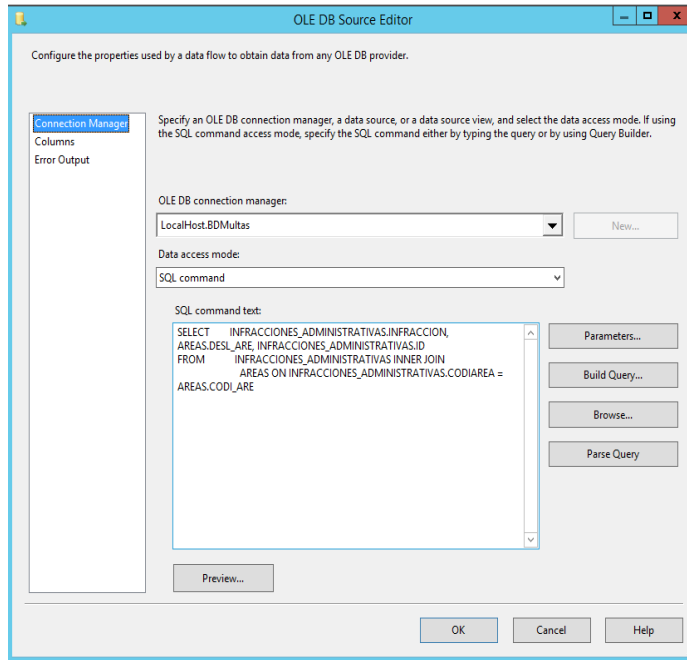 OLE DB Source Editor
Configure the properties used by a data flow to obtain data from any OLE DB provider.
Connection Manager
Columns
Error Output
Specify an OLE DB connection manager, a data source, or a data source view, and select the data access mode. If using
the SQL command access mode, specify the SQL command either by typing the query or by using Query Builder.
OLE DB connection manager:
LocalHost.BDMultas
New...
Data access mode:
SQL command
SQL command text:
SELECT INFRACCIONES_ADMINISTRATIVAS.INFRACCION,
AREAS.DESL_ARE, INFRACCIONES_ADMINISTRATIVAS.ID
FROM INFRACCIONES_ADMINISTRATIVAS INNER JOIN
AREAS ON INFRACCIONES_ADMINISTRATIVAS.CODIAREA =
AREAS.CODI_ARE
Parameters...
Build Query...
Browse...
Parse Query
Preview...
OK
Cancel
Help